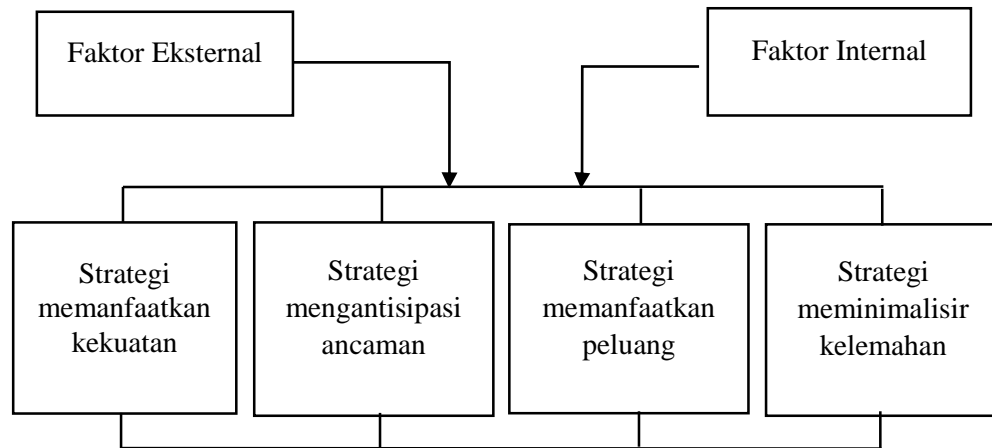 Faktor Eksternal
Faktor Internal
Strategi
memanfaatkan
kekuatan
Strategi
mengantisipasi
ancaman
Strategi
memanfaatkan
peluang
Strategi
meminimalisir
kelemahan